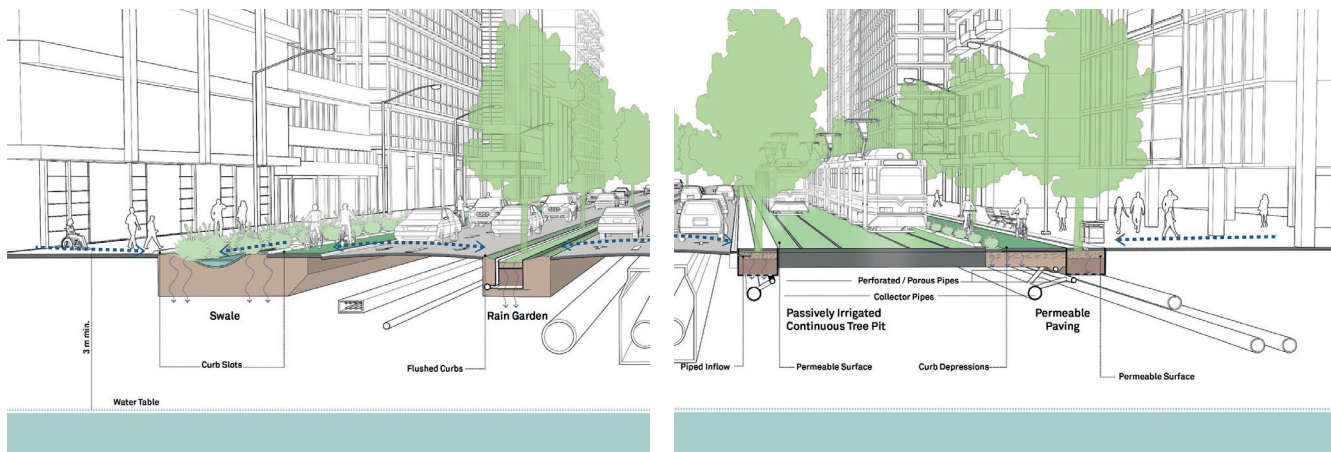 Swale
Rain Garden
3 m min.
Curb Slots
Flushed Curbs
Water Table
Perforated / Porous Pipes
Collector Pipes
Passively Irrigated
Continuous Tree Pit
Permeable
Paving
Piped Inflow
Permeable Surface
Curb Depressions
Permeable Surface